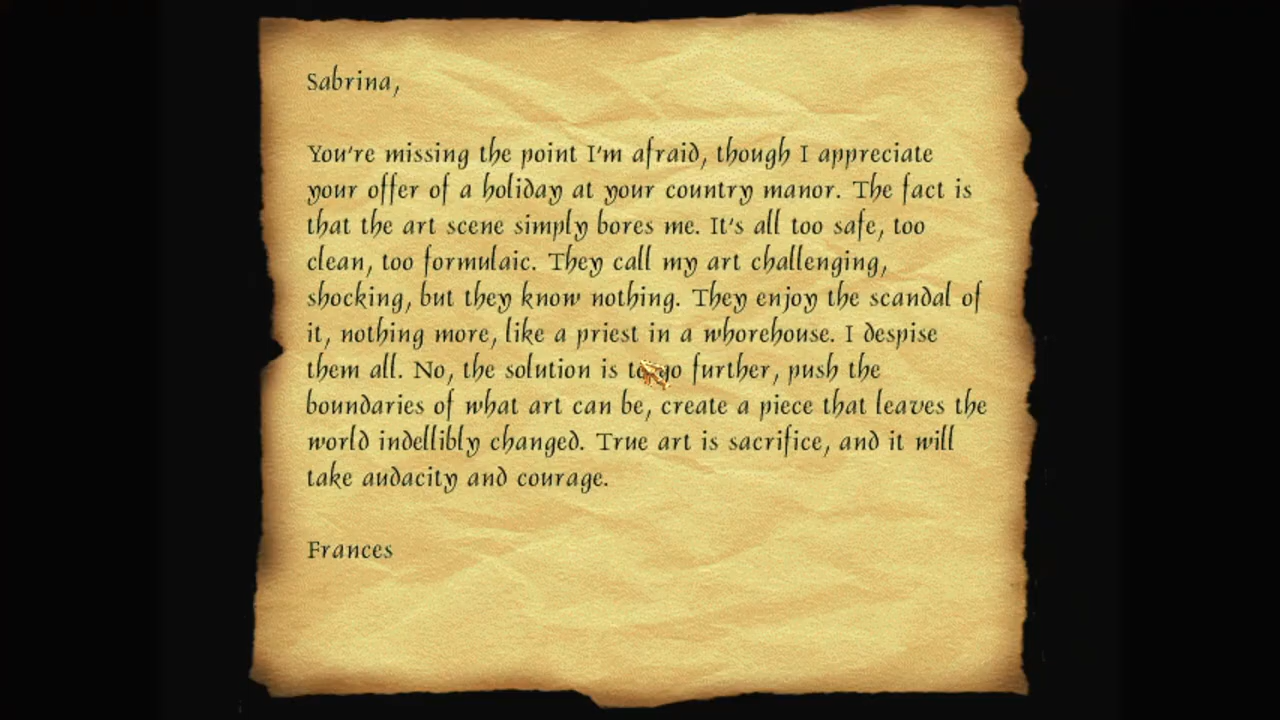 Sabrina,
You're missing the point I'm afraid, though I appreciate
your offer of a holiday at your country manor. The fact is
that the art scene simply bores me. It's all too safe, too
clean, too formulaic. They call my art challenging,
shocking, but they know nothing. They enjoy the scandal of
it, nothing more, like a priest in a whorehouse. I despise
them all. No, the solution is to go further, push the
boundaries of what art can be, create a piece that leaves the
world indellibly changed. True art is sacrifice, and it will
take audacity and courage.
Frances